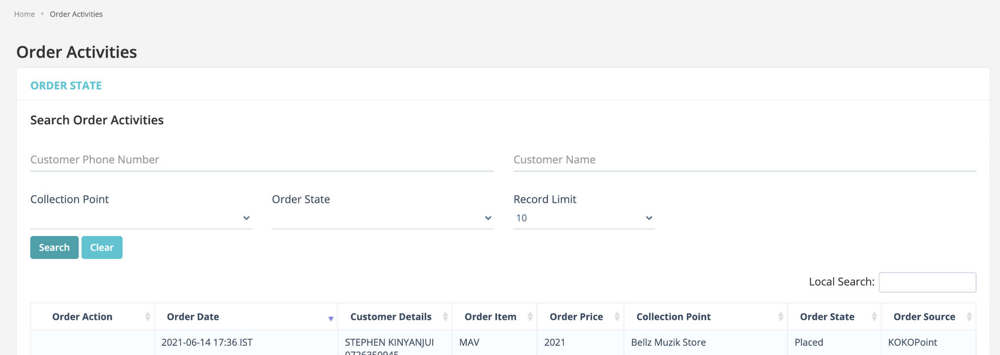 Home • Order Activities
Order Activities
ORDER STATE
Search Order Activities
Customer Phone Number Customer Name
Collection Point Order State Record Limit
10
Search Clear
Local Search:
Order Action Order Date Customer Details Order Item Order Price Collection Point Order State Order Source
2021-06-14 17:36 IST STEPHEN KINYANJUI MAV 2021 Bellz Muzik Store Placed KOKOPoint
0726350945